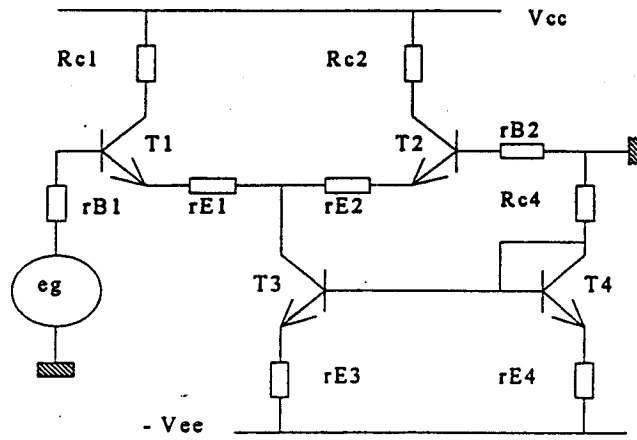 Vcc
Rc1
Rc2
T1
T2
rB2
rB1
rE1
rE2
Rc4
eg
T3
T4
rE3
rE4
- Vee